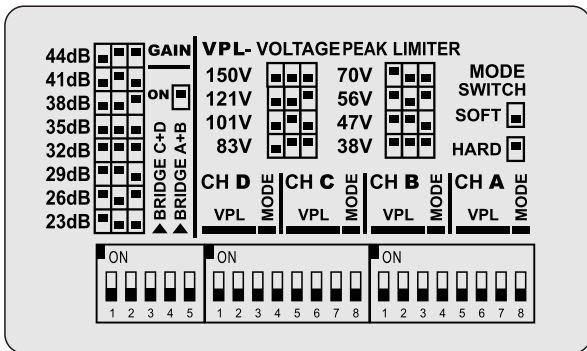 44dB
41dB
38dB
35dB
32dB
29dB
26dB
23dB
GAIN
ON
BRIDGE C+D
BRIDGE A+B
VPL- VOLTAGE PEAK LIMITER
150V
121V
101V
83V
70V
56V
47V
38V
MODE
SWITCH
SOFT
HARD
CH D
VPL
MODE
CH C
VPL
MODE
CH B
VPL
MODE
CH A
VPL
MODE
ON
1 2 3 4 5
ON
1 2 3 4 5 6 7 8
ON
1 2 3 4 5 6 7 8